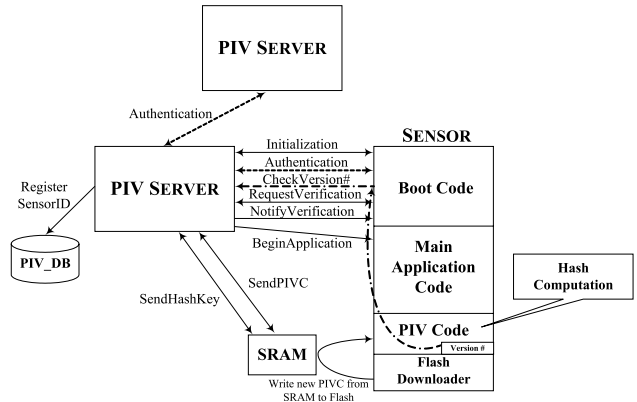 PIV SERVER
Authentication
SENSOR
Initialization
Authentication
CheckVersion#
RequestVerification
NotifyVerification
BeginApplication
PIV SERVER
Boot Code
Register
SensorID
PIV_DB
Main
Application
Code
Hash
Computation
SendPIVC
SendHashKey
PIV Code
Version #
SRAM
Flash
Downloader
Write new PIVC from
SRAM to Flash